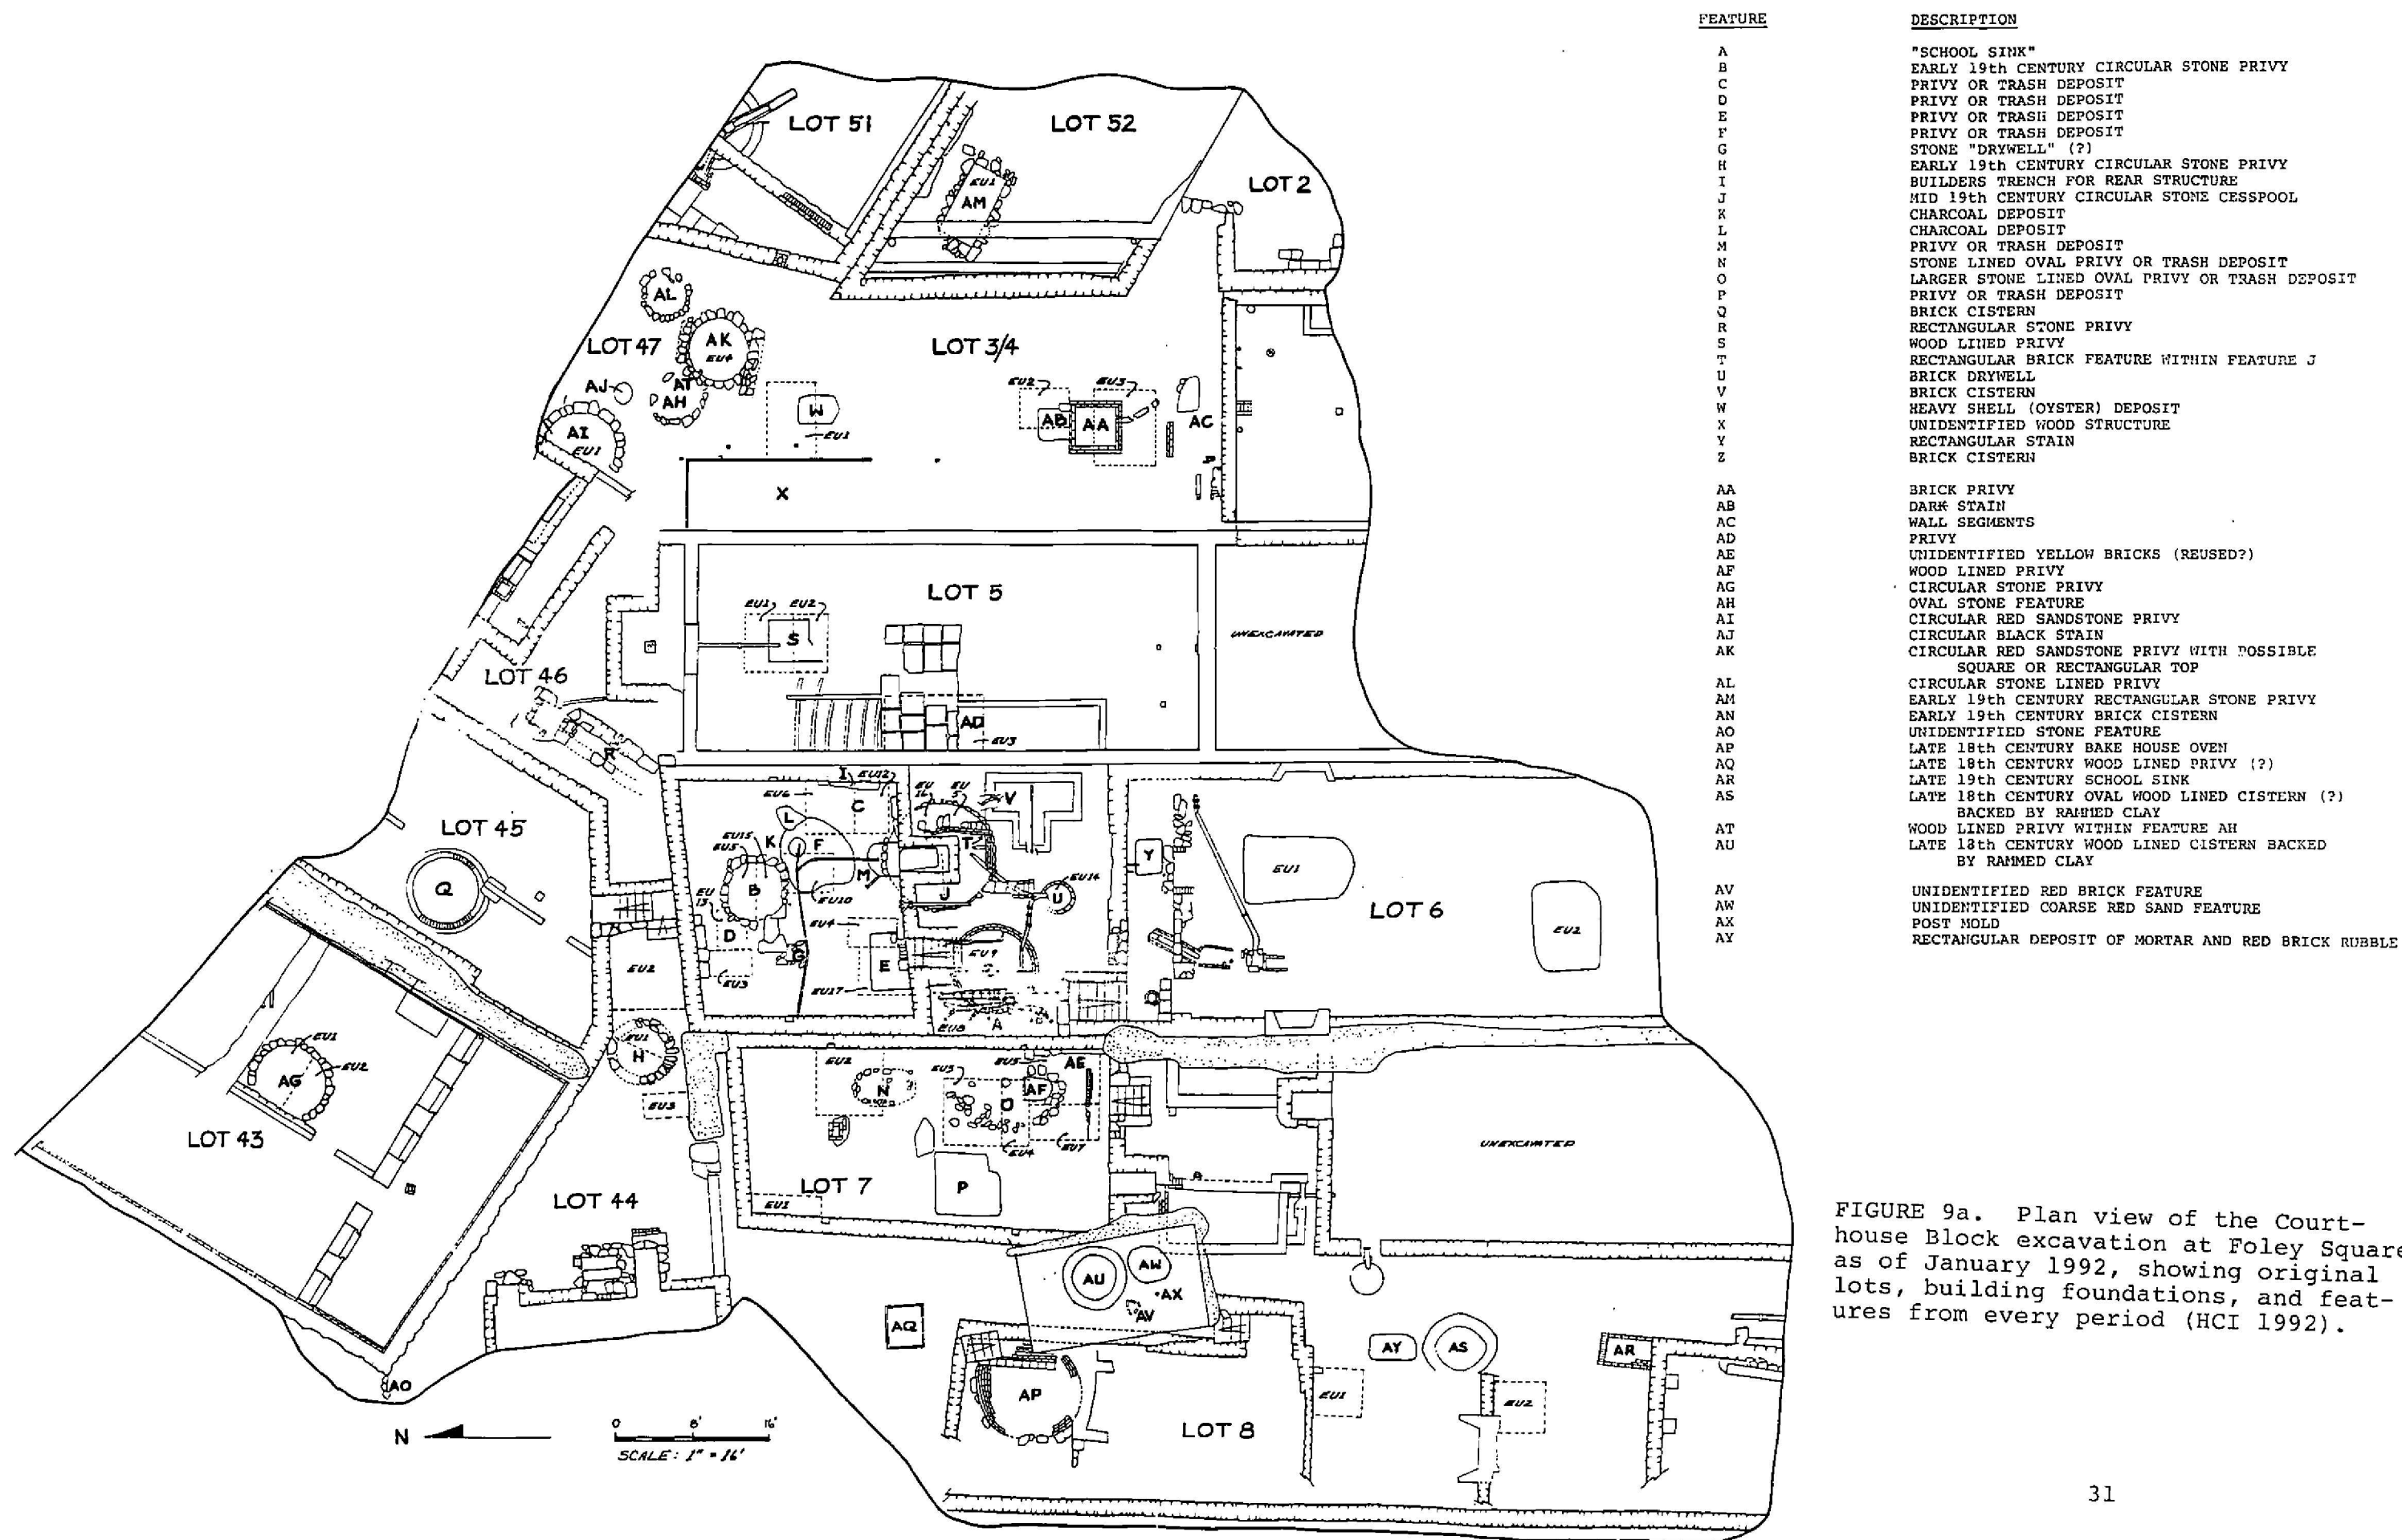 FEATURE DESCRIPTION
A "SCHOOL SINK"
B EARLY 19th CENTURY CIRCULAR STONE PRIVY
C PRIVY OR TRASH DEPOSIT
D PRIVY OR TRASH DEPOSIT
E PRIVY OR TRASH DEPOSIT
F PRIVY OR TRASH DEPOSIT
G STONE "DRYWELL" (?)
H EARLY 19th CENTURY CIRCULAR STONE PRIVY
I BUILDERS TRENCH FOR REAR STRUCTURE
J MID 19th CENTURY CIRCULAR STONE CESSPOOL
K CHARCOAL DEPOSIT
L CHARCOAL DEPOSIT
M PRIVY OR TRASH DEPOSIT
N STONE LINED OVAL PRIVY OR TRASH DEPOSIT
O LARGER STONE LINED OVAL PRIVY OR TRASH DEPOSIT
P PRIVY OR TRASH DEPOSIT
Q BRICK CISTERN
R RECTANGULAR STONE PRIVY
S WOOD LINED PRIVY
T RECTANGULAR BRICK FEATURE WITHIN FEATURE J
U BRICK DRYWELL
V BRICK CISTERN
W HEAVY SHELL (OYSTER) DEPOSIT
X UNIDENTIFIED WOOD STRUCTURE
Y RECTANGULAR STAIN
Z BRICK CISTERN
AA BRICK PRIVY
AB DARK STAIN
AC WALL SEGMENTS
AD PRIVY
AE UNIDENTIFIED YELLOW BRICKS (REUSED?)
AF WOOD LINED PRIVY
AG CIRCULAR STONE PRIVY
AH OVAL STONE FEATURE
AI CIRCULAR RED SANDSTONE PRIVY
AJ CIRCULAR BLACK STAIN
AK CIRCULAR RED SANDSTONE PRIVY WITH POSSIBLE
SQUARE OR RECTANGULAR TOP
AL CIRCULAR STONE LINED PRIVY
AM EARLY 19th CENTURY RECTANGULAR STONE PRIVY
AN EARLY 19th CENTURY BRICK CISTERN
AO UNIDENTIFIED STONE FEATURE
AP LATE 18th CENTURY BAKE HOUSE OVEN
AQ LATE 18th CENTURY WOOD LINED PRIVY (?)
AR LATE 19th CENTURY SCHOOL SINK
AS LATE 18th CENTURY OVAL WOOD LINED CISTERN (?)
BACKED BY RAMMED CLAY
AT WOOD LINED PRIVY WITHIN FEATURE AH
AU LATE 18th CENTURY WOOD LINED CISTERN BACKED
BY RAMMED CLAY
AV UNIDENTIFIED RED BRICK FEATURE
AW UNIDENTIFIED COARSE RED SAND FEATURE
AX POST MOLD
AY RECTANGULAR DEPOSIT OF MORTAR AND RED BRICK RUBBLE
LOT 51
LOT 52
LOT 2
EU1
AM
AL
LOT 47
AK
EU4
LOT 3/4
AJ
AT
AH
AI
EU1
W
EU1
EU2
EU3
AB
AA
AC
X
LOT 5
EU1
EU2
S
UNEXCAVATED
LOT 46
AD
EU3
R
LOT 45
Q
I
EU12
EU6
C
EU
16
EU
5
V
L
K
F
EU15
EU5
B
M
T
J
EU14
U
EU10
EU
13
D
EU4
G
E
EU9
EU3
EU17
EU8
A
Y
EU1
LOT 6
EU2
EU2
EU1
H
EU3
EU1
AG
EU2
LOT 43
EU2
N
EU3
EU5
AE
AF
O
EU4
EU7
LOT 7
EU1
P
UNEXCAVATED
LOT 44
AU
AW
AX
AV
AQ
AY
AS
AR
AP
EU1
EU2
LOT 8
AO
N
0 8' 16'
SCALE: 1" = 16'
FIGURE 9a. Plan view of the Court-
house Block excavation at Foley Square
as of January 1992, showing original
lots, building foundations, and feat-
ures from every period (HCI 1992).
31